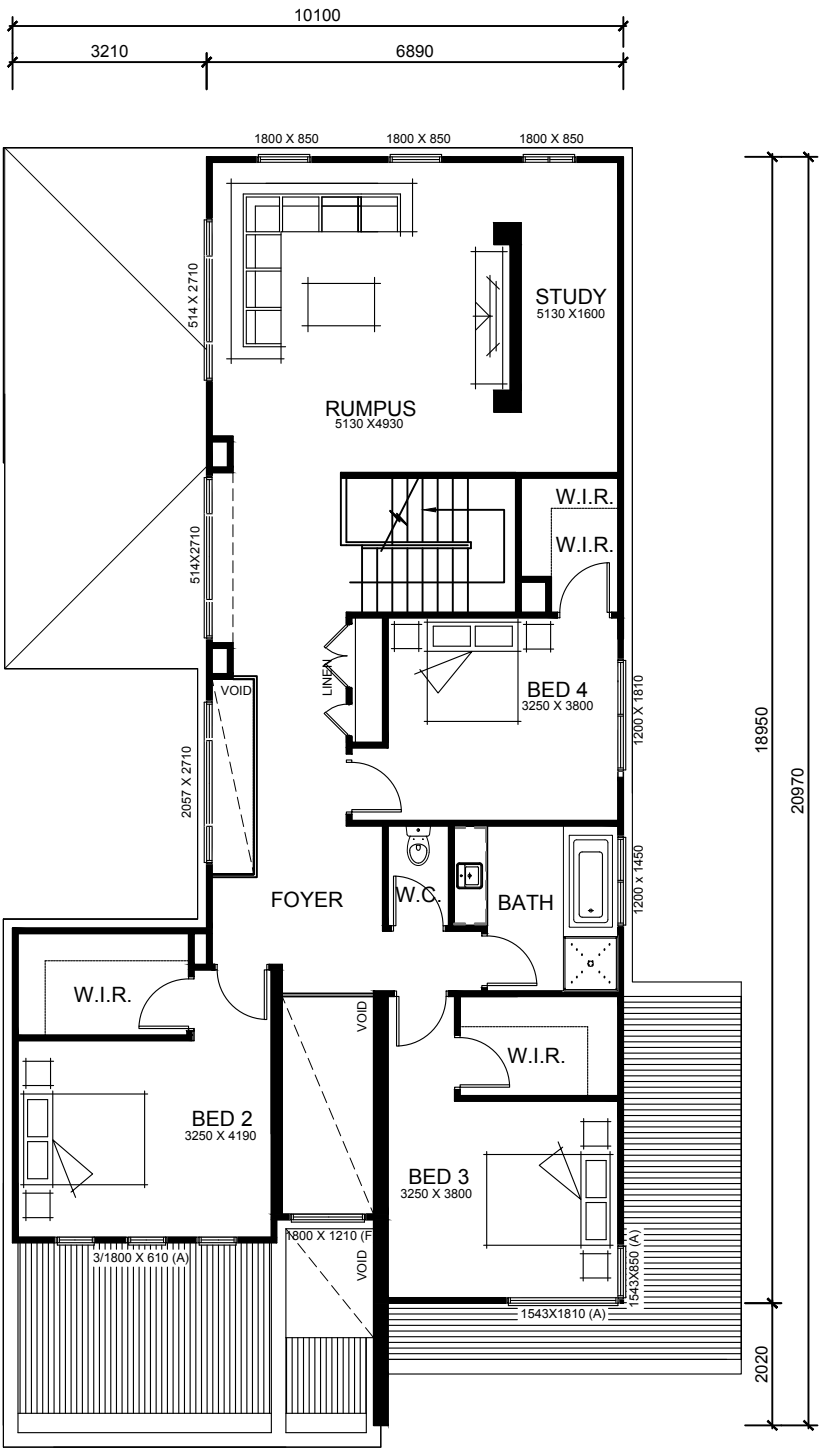 10100
3210
6890
1800 X 850
1800 X 850
1800 X 850
514 X 2710
STUDY
5130 X1600
RUMPUS
5130 X4930
W.I.R.
W.I.R.
514X2710
LINEN
VOID
BED 4
3250 X 3800
1200 X 1810
18950
20970
2057 X 2710
FOYER
W.C.
BATH
1200 x 1450
W.I.R.
VOID
W.I.R.
BED 2
3250 X 4190
BED 3
3250 X 3800
1800 X 1210 (F
3/1800 X 610 (A)
VOID
1543X850 (A)
1543X1810 (A)
2020